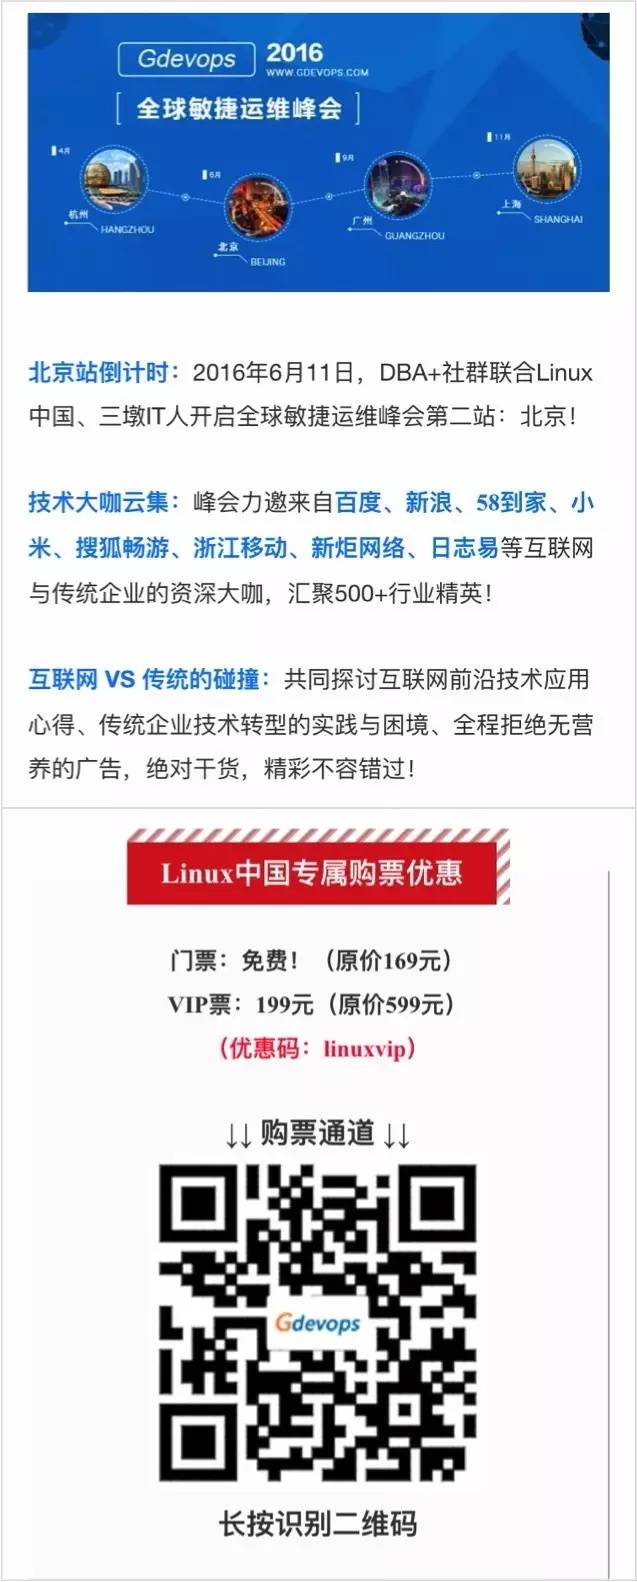 Gdevops
2016
WWW.GDEVOPS.COM
全球敏捷运维峰会
4月
6月
9月
11月
杭州
HANGZHOU
北京
BEIJING
广州
GUANGZHOU
上海
SHANGHAI
北京站倒计时：2016年6月11日，DBA+社群联合Linux
中国、三墩IT人开启全球敏捷运维峰会第二站：北京！
技术大咖云集：峰会力邀来自百度、新浪、58到家、小
米、搜狐畅游、浙江移动、新炬网络、日志易等互联网
与传统企业的资深大咖，汇聚500+行业精英！
互联网 VS 传统的碰撞：共同探讨互联网前沿技术应用
心得、传统企业技术转型的实践与困境、全程拒绝无营
养的广告，绝对干货，精彩不容错过！
Linux中国专属购票优惠
门票：免费！（原价169元）
VIP票：199元（原价599元）
（优惠码：linuxvip）
↓↓ 购票通道 ↓↓
Gdevops
长按识别二维码